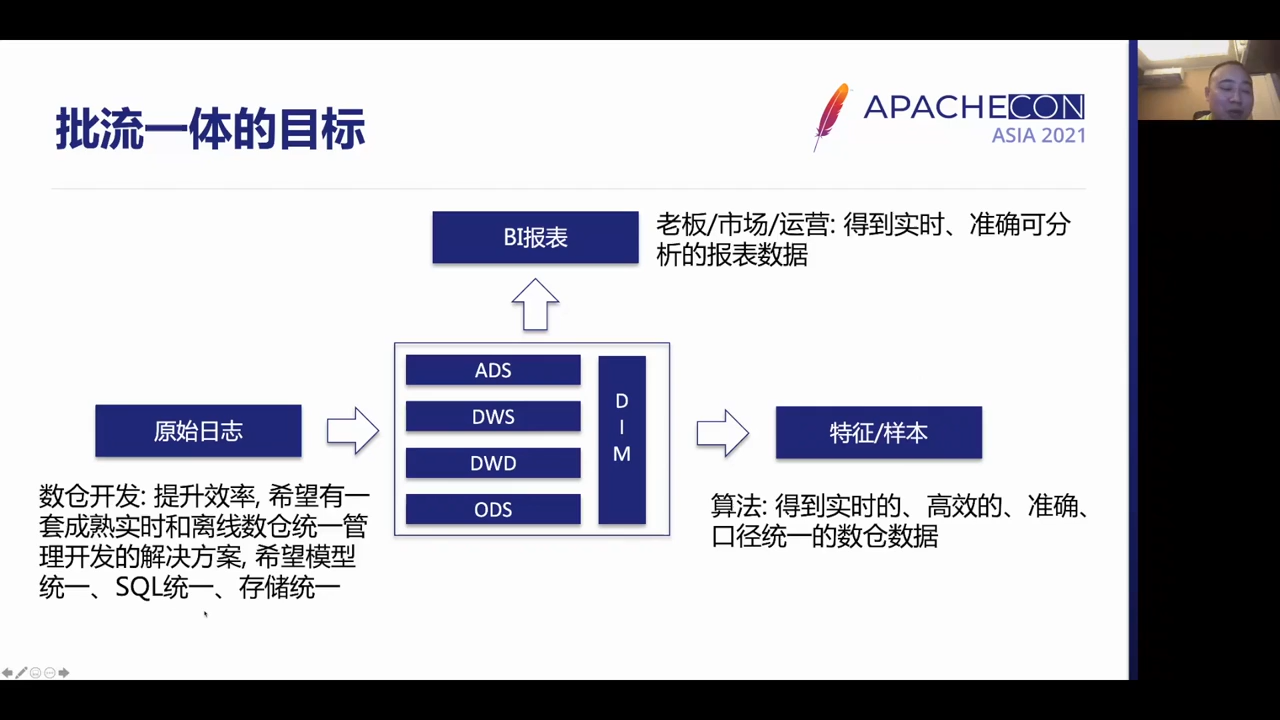 批流一体的目标
APACHECON
ASIA 2021
BI报表
老板/市场/运营: 得到实时、准确可分
析的报表数据
ADS
DWS
DWD
ODS
D
I
M
原始日志
特征/样本
数仓开发: 提升效率, 希望有一
套成熟实时和离线数仓统一管
理开发的解决方案, 希望模型
统一、SQL统一、存储统一
算法: 得到实时的、高效的、准确、
口径统一的数仓数据